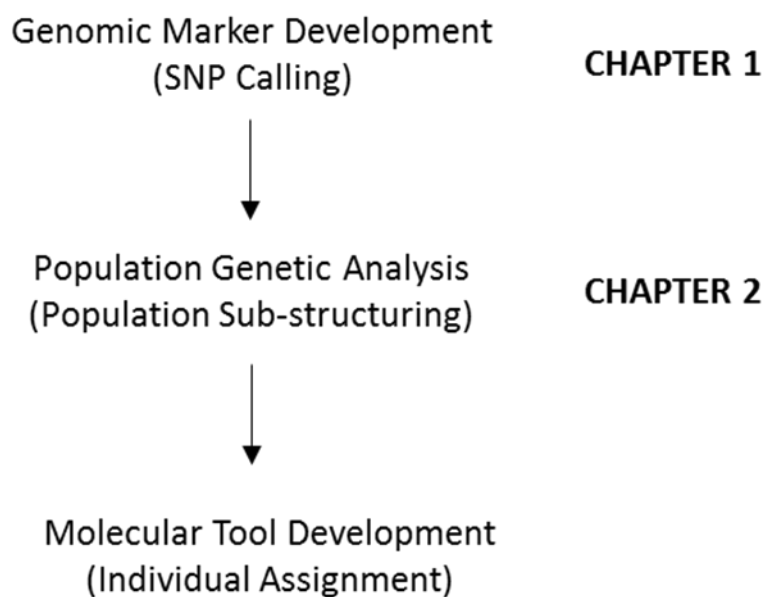 Genomic Marker Development
(SNP Calling)
CHAPTER 1
Population Genetic Analysis
(Population Sub-structuring)
CHAPTER 2
Molecular Tool Development
(Individual Assignment)